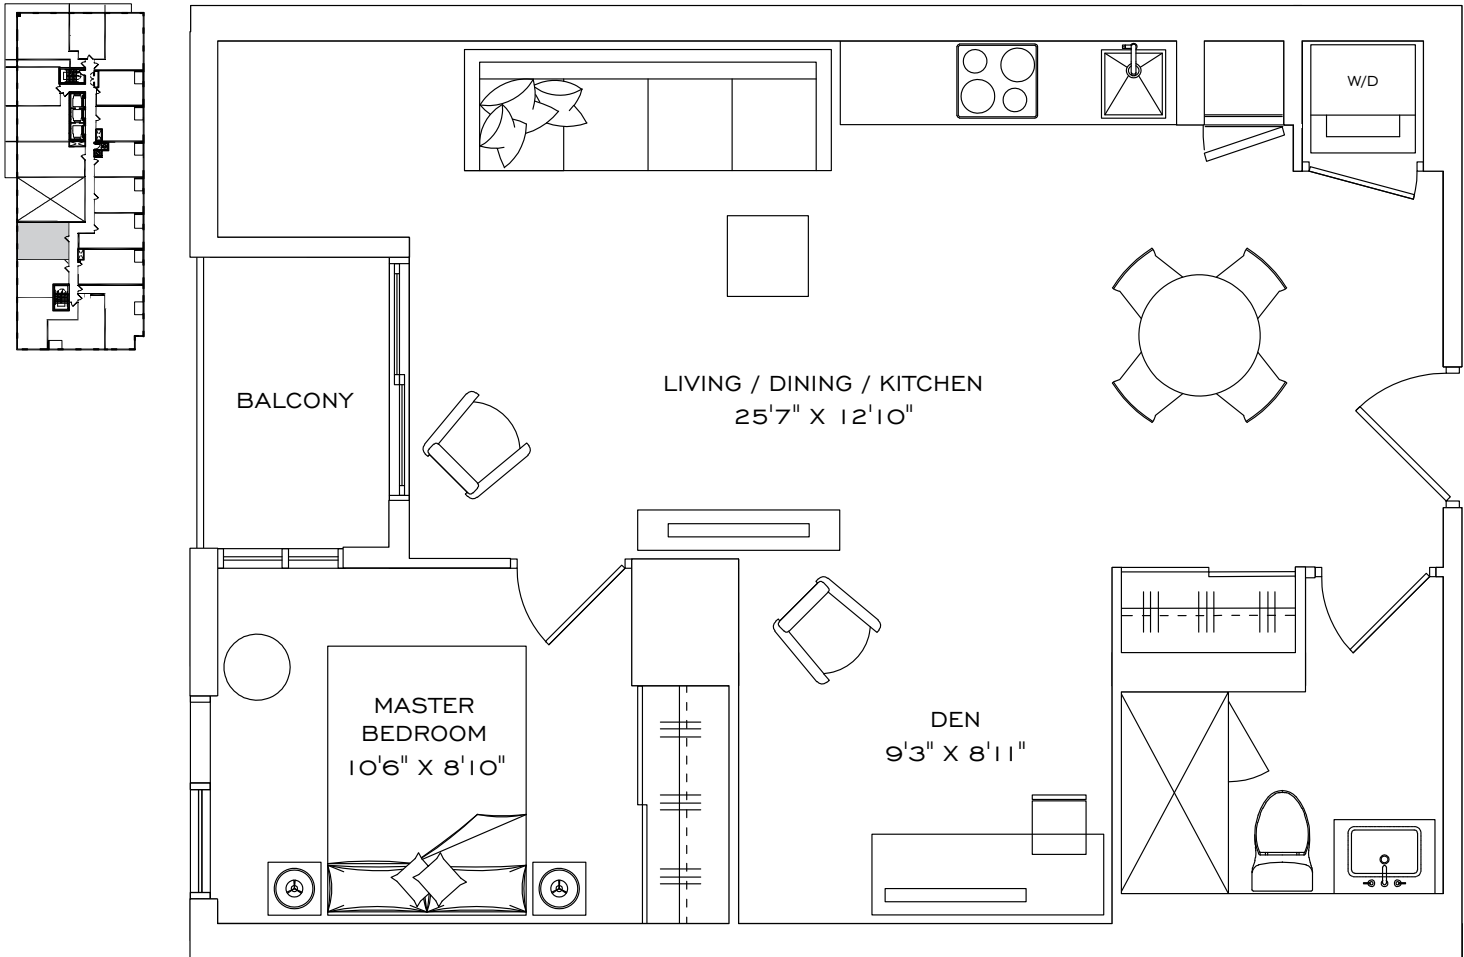 W/D
LIVING / DINING / KITCHEN
25'7" X 12'10"
BALCONY
MASTER
BEDROOM
10'6" X 8'10"
DEN
9'3" X 8'11"